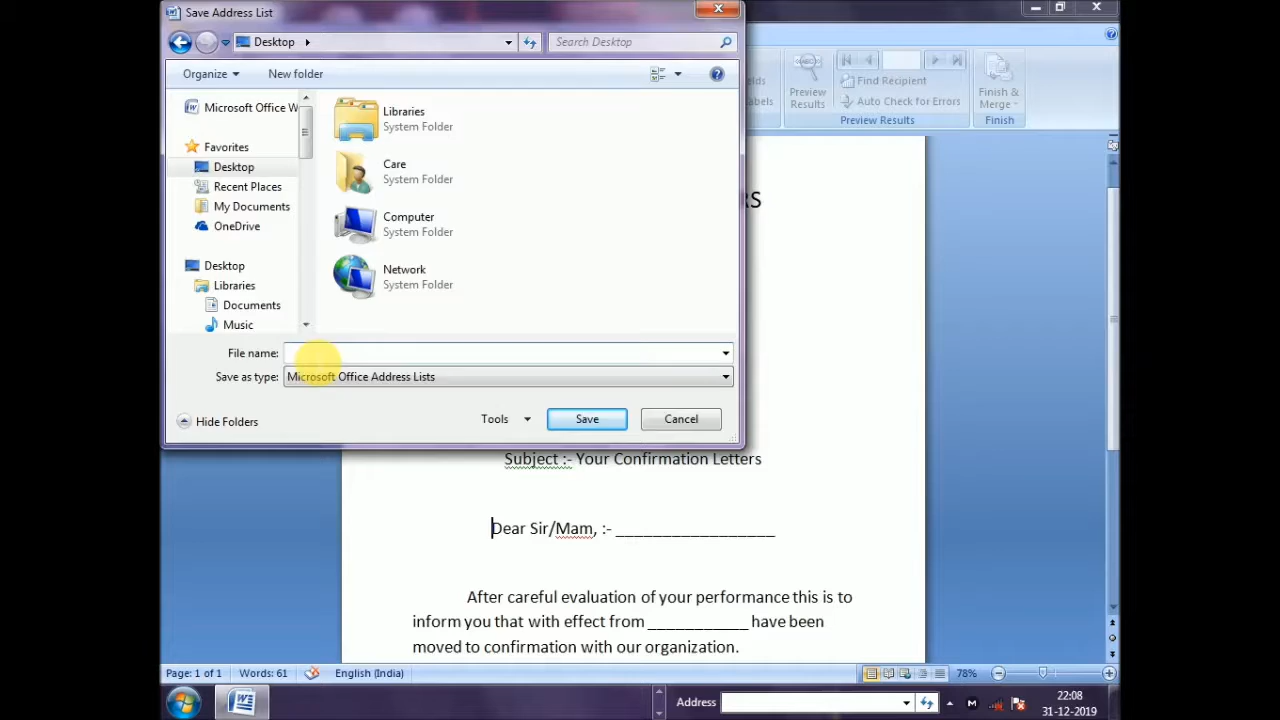 Save Address List
Desktop
Search Desktop
Organize
New folder
Microsoft Office W
Favorites
Desktop
Recent Places
My Documents
OneDrive
Desktop
Libraries
Documents
Music
Libraries
System Folder
Care
System Folder
Computer
System Folder
Network
System Folder
File name:
Save as type: Microsoft Office Address Lists
Hide Folders
Tools
Save
Cancel
Preview
Results
Find Recipient
Auto Check for Errors
Preview Results
Finish &
Merge
Finish
Subject :- Your Confirmation Letters
Dear Sir/Mam, :- _________________
After careful evaluation of your performance this is to
inform you that with effect from ___________ have been
moved to confirmation with our organization.
Page: 1 of 1
Words: 61
English (India)
78%
Address
22:08
31-12-2019